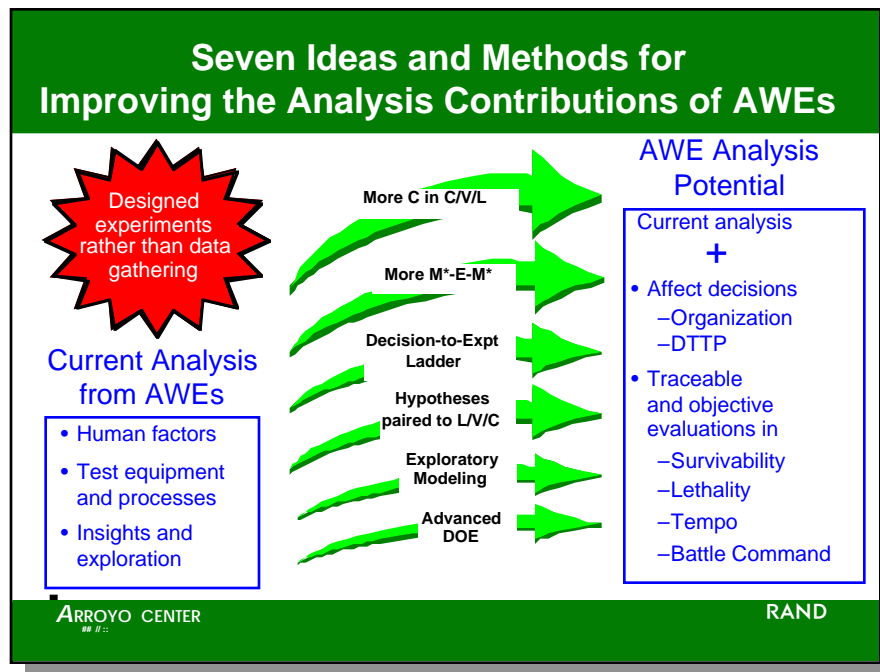 Seven Ideas and Methods for
Improving the Analysis Contributions of AWEs
Designed
experiments
rather than data
gathering
Current Analysis
from AWEs
• Human factors
• Test equipment
and processes
• Insights and
exploration
More C in C/V/L
More M*-E-M*
Decision-to-Expt
Ladder
Hypotheses
paired to L/V/C
Exploratory
Modeling
Advanced
DOE
AWE Analysis
Potential
Current analysis
+
• Affect decisions
–Organization
–DTTP
• Traceable
and objective
evaluations in
–Survivability
–Lethality
–Tempo
–Battle Command
ARROYO CENTER
## // ::
RAND